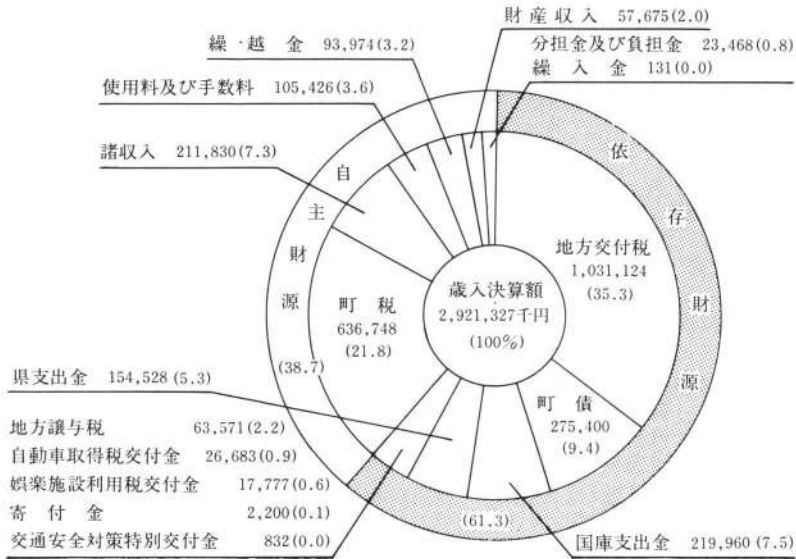 財産収入 57,675(2.0)
繰・越金 93,974(3.2)
分担金及び負担金 23,468(0.8)
繰入金 131(0.0)
使用料及び手数料 105,426(3.6)
諸収入 211,830(7.3)
自主財源
(38.7)
依存財源
(61.3)
地方交付税
1,031,124
(35.3)
歳入決算額
2,921,327千円
(100%)
町税
636,748
(21.8)
町債
275,400
(9.4)
県支出金 154,528(5.3)
地方譲与税 63,571(2.2)
自動車取得税交付金 26,683(0.9)
娯楽施設利用税交付金 17,777(0.6)
寄付金 2,200(0.1)
交通安全対策特別交付金 832(0.0)
国庫支出金 219,960(7.5)